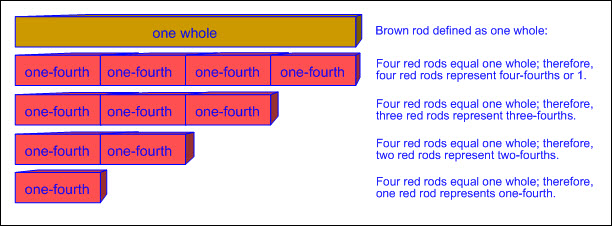 one whole
Brown rod defined as one whole:
one-fourth one-fourth one-fourth one-fourth
Four red rods equal one whole; therefore,
four red rods represent four-fourths or 1.
one-fourth one-fourth one-fourth
Four red rods equal one whole; therefore,
three red rods represent three-fourths.
one-fourth one-fourth
Four red rods equal one whole; therefore,
two red rods represent two-fourths.
one-fourth
Four red rods equal one whole; therefore,
one red rod represents one-fourth.